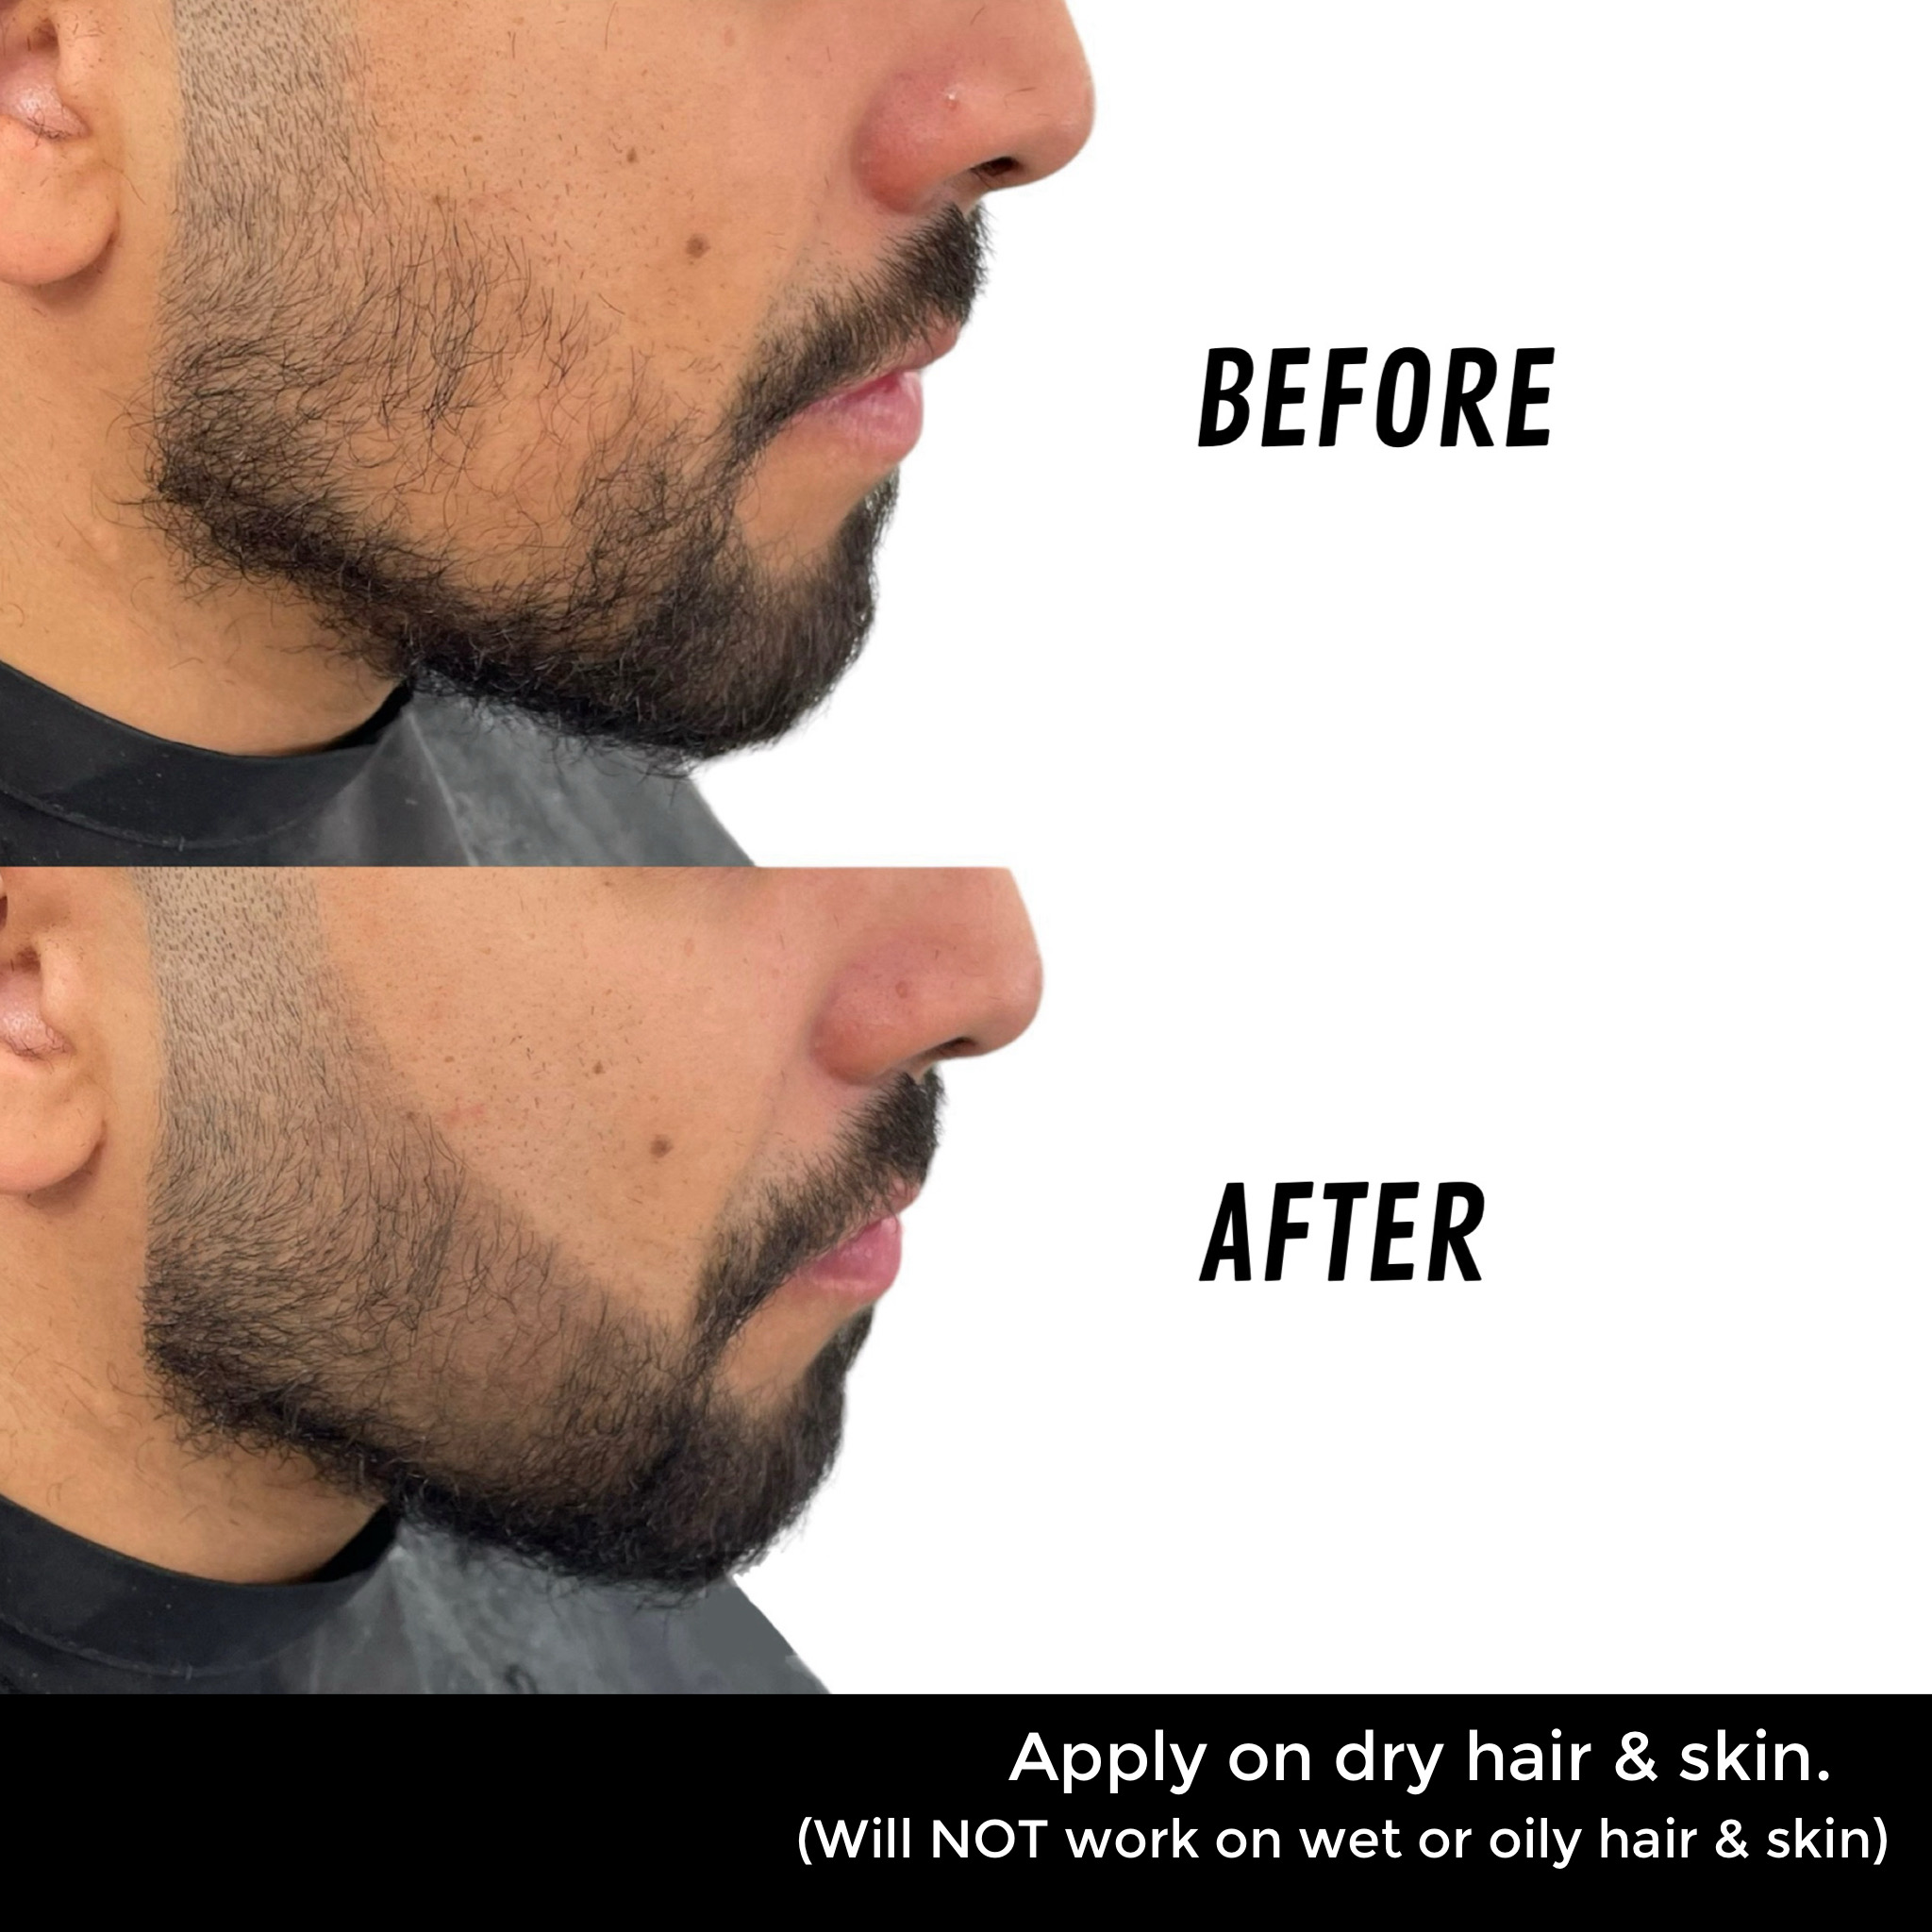 BEFORE
AFTER
Apply on dry hair & skin.
(Will NOT work on wet or oily hair & skin)